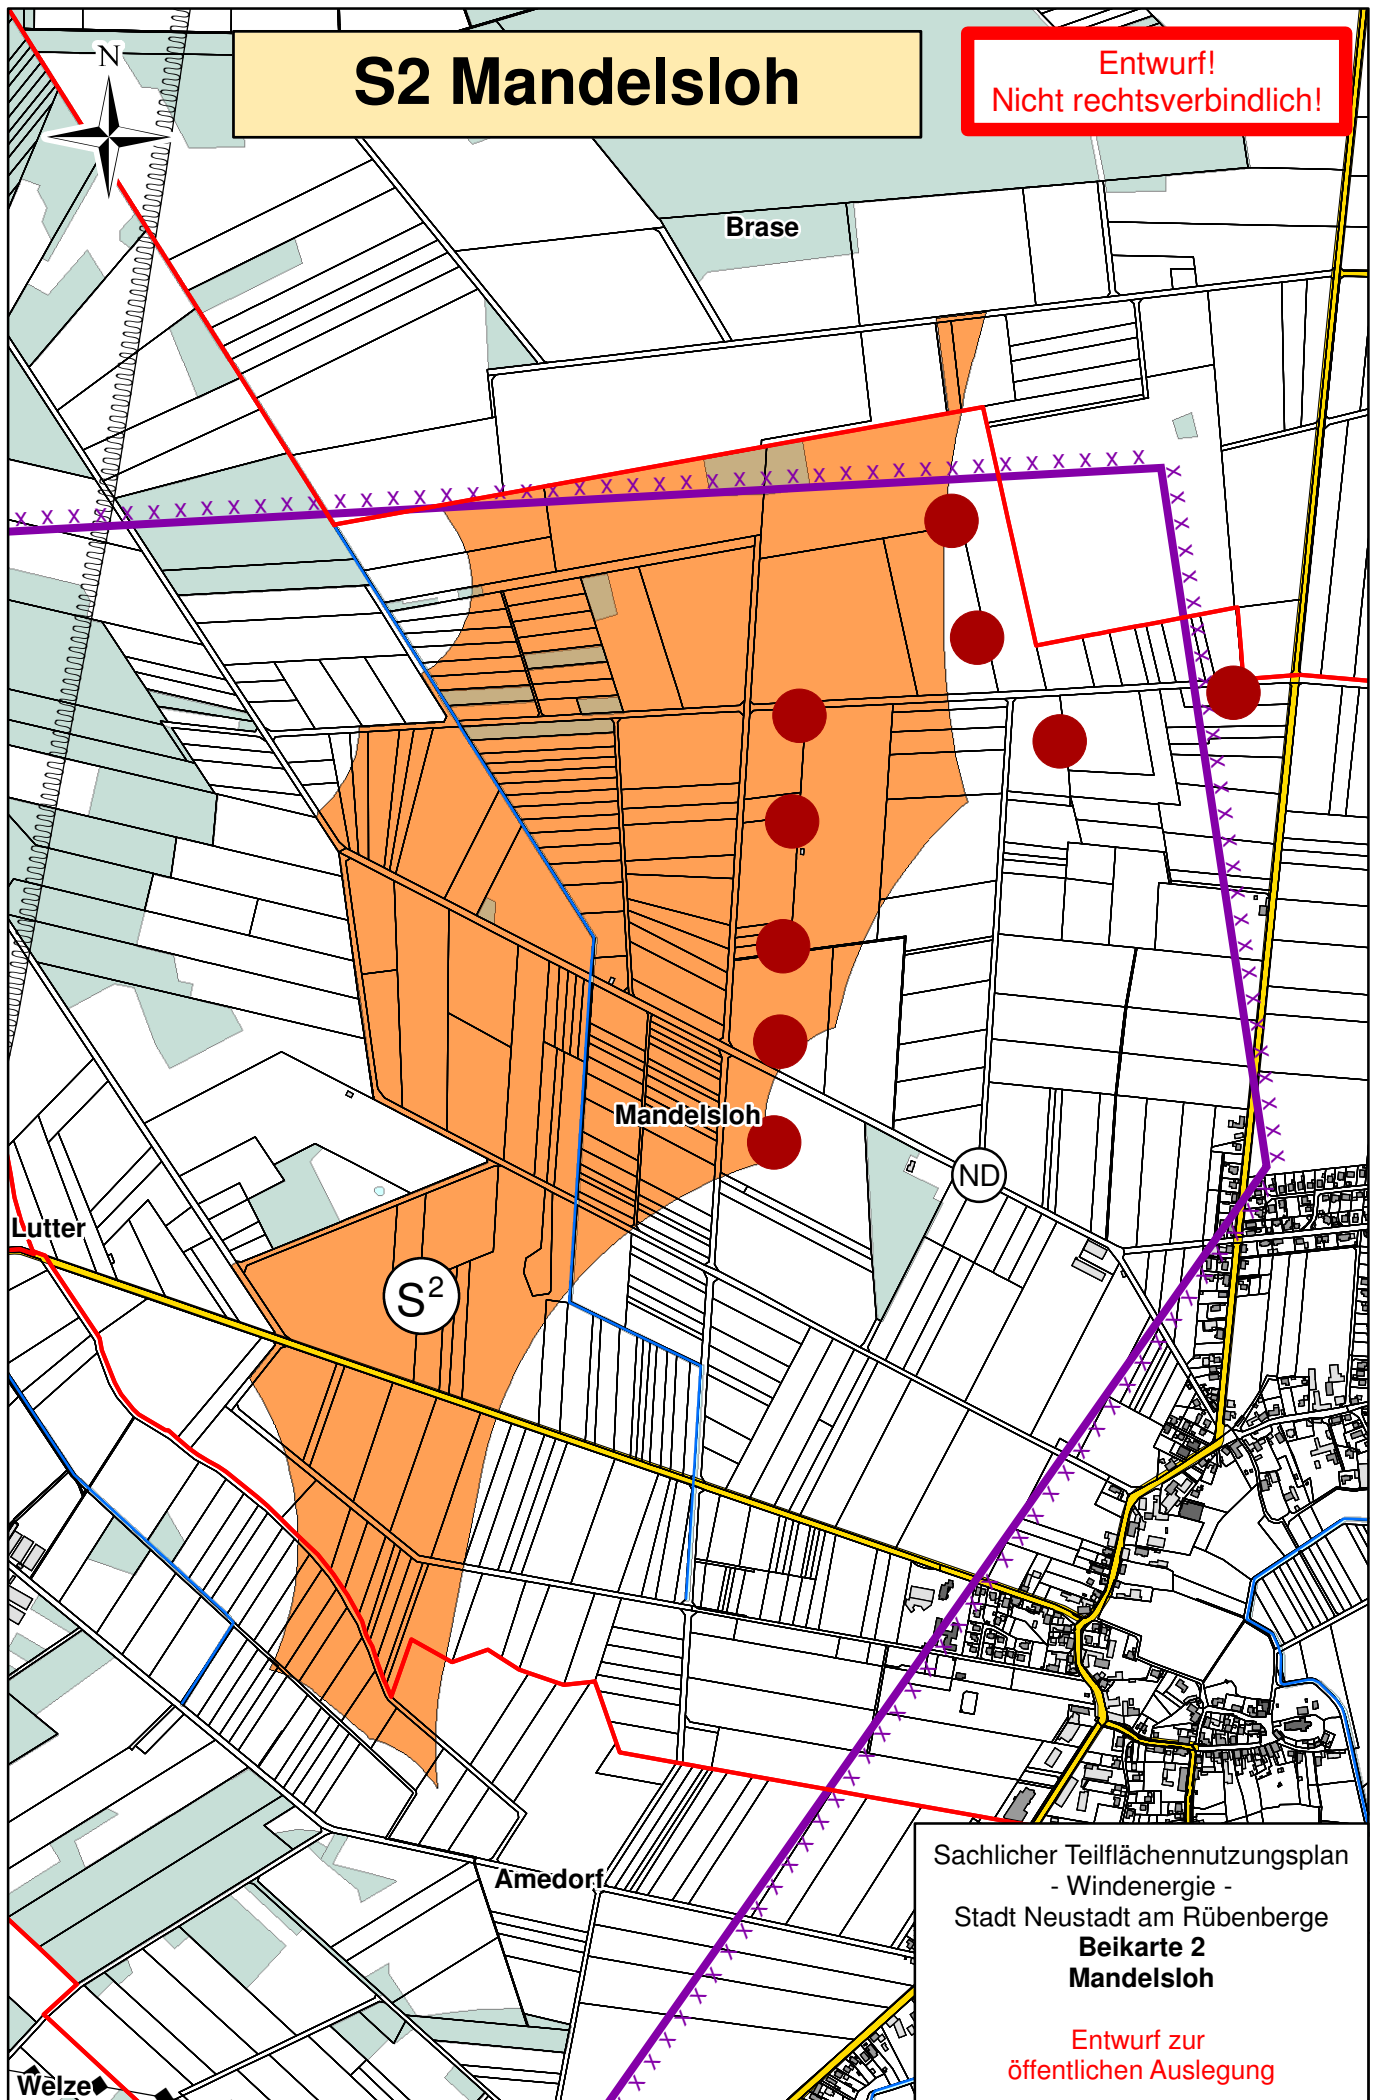 N
S2 Mandelsloh
Entwurf!
Nicht rechtsverbindlich!
Brase
Mandelsloh
ND
Lutter
S²
Amedorf
Welze
Sachlicher Teilflächennutzungsplan
- Windenergie -
Stadt Neustadt am Rübenberge
Beikarte 2
Mandelsloh
Entwurf zur
öffentlichen Auslegung